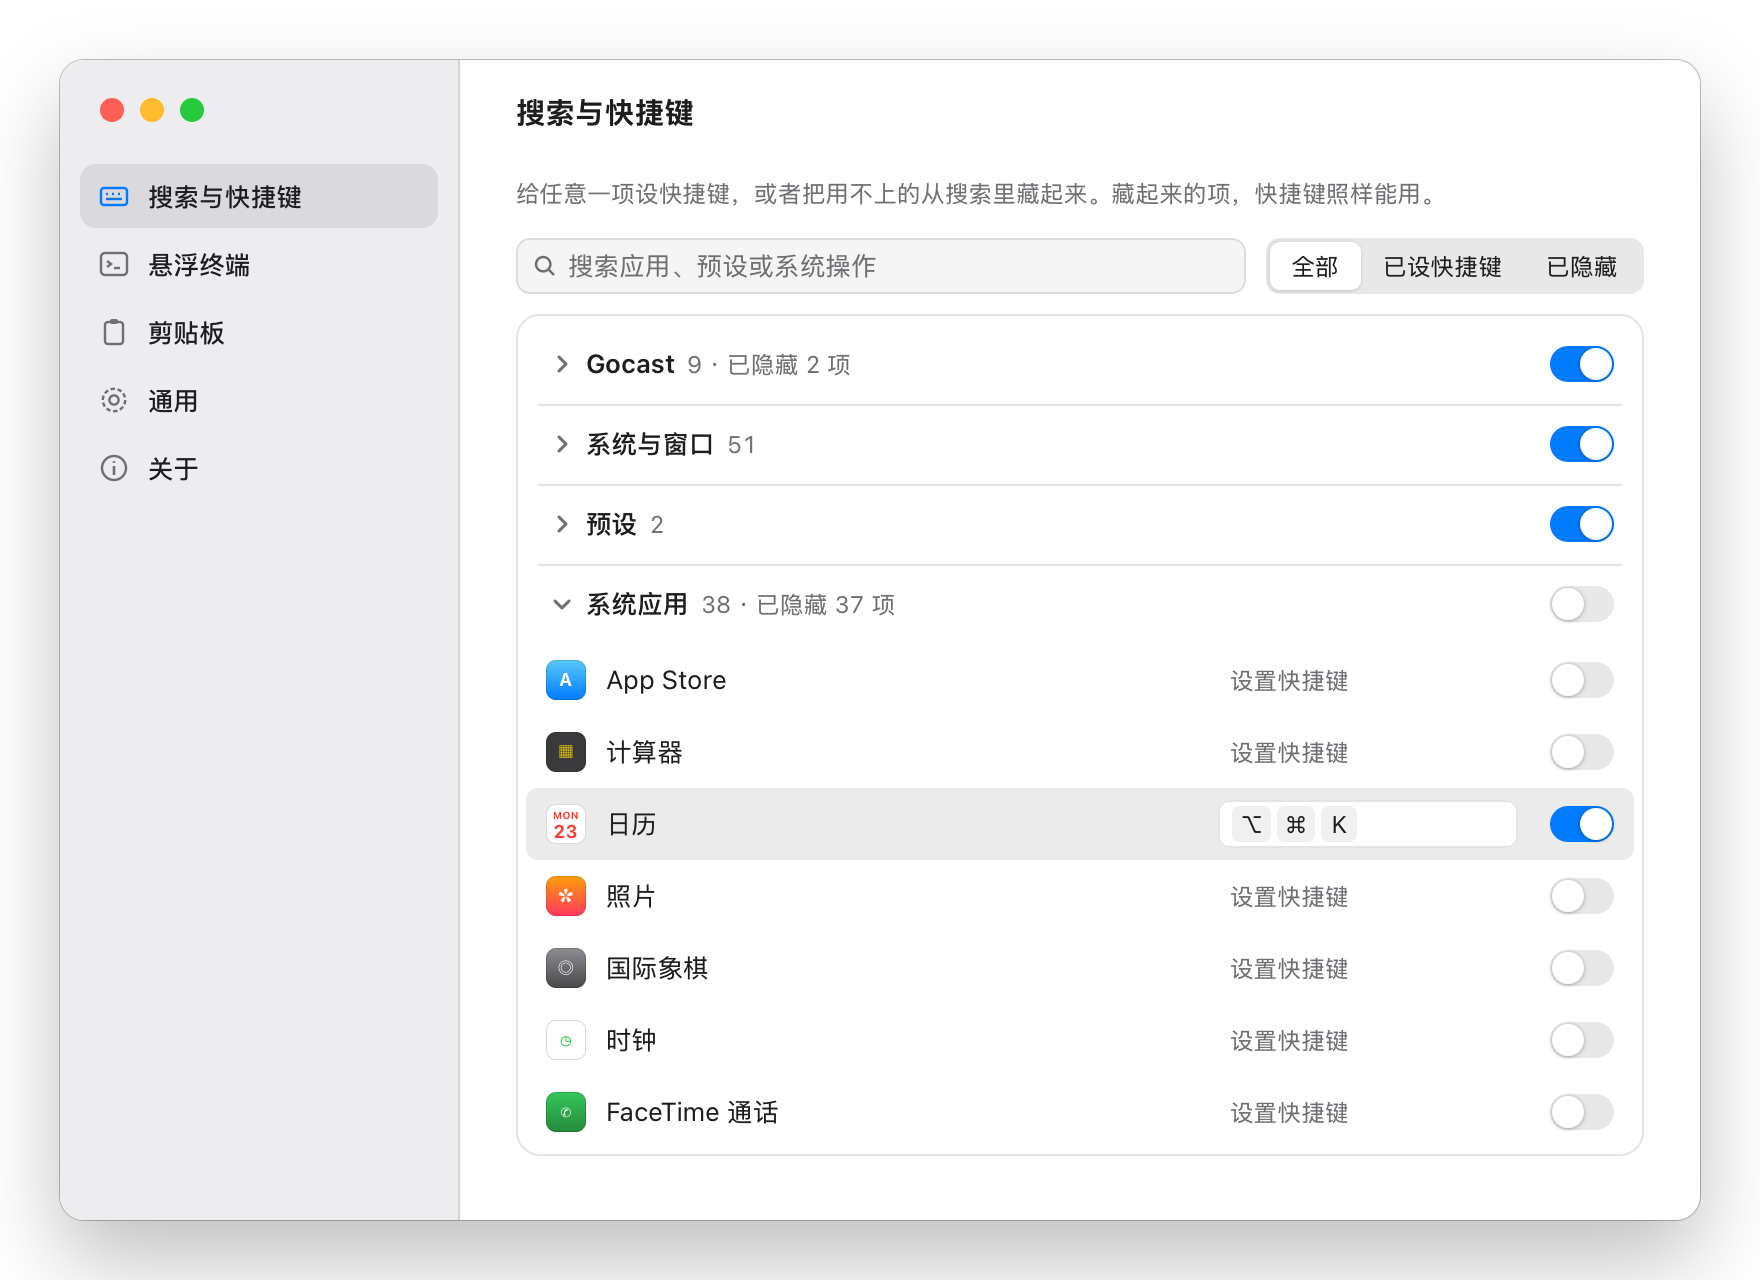 搜索与快捷键
悬浮终端
剪贴板
通用
关于
搜索与快捷键
给任意一项设快捷键，或者把用不上的从搜索里藏起来。藏起来的项，快捷键照样能用。
搜索应用、预设或系统操作
全部 已设快捷键 已隐藏
Gocast 9 · 已隐藏 2 项
系统与窗口 51
预设 2
系统应用 38 · 已隐藏 37 项
A App Store 设置快捷键
计算器 设置快捷键
MON
23 日历 ⌥ ⌘ K
照片 设置快捷键
国际象棋 设置快捷键
时钟 设置快捷键
FaceTime 通话 设置快捷键